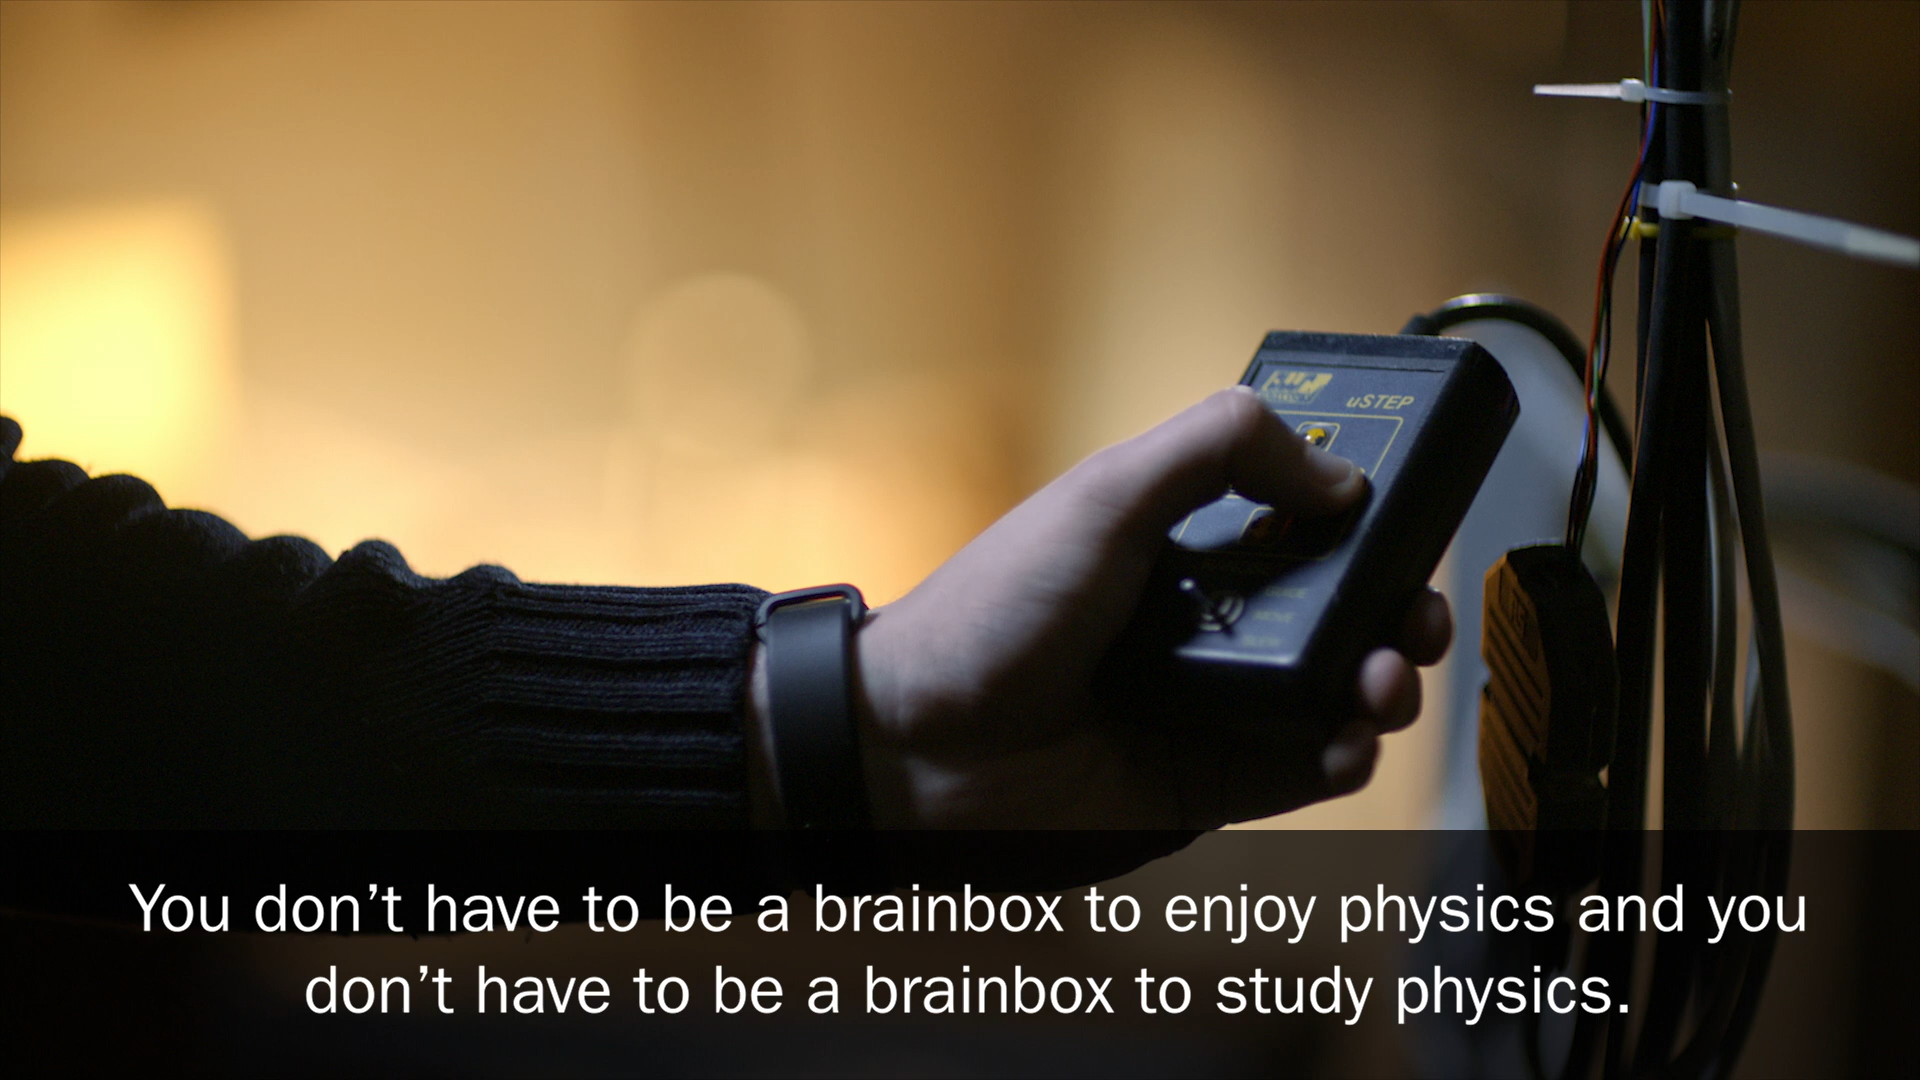 uSTEP
You don’t have to be a brainbox to enjoy physics and you
don’t have to be a brainbox to study physics.